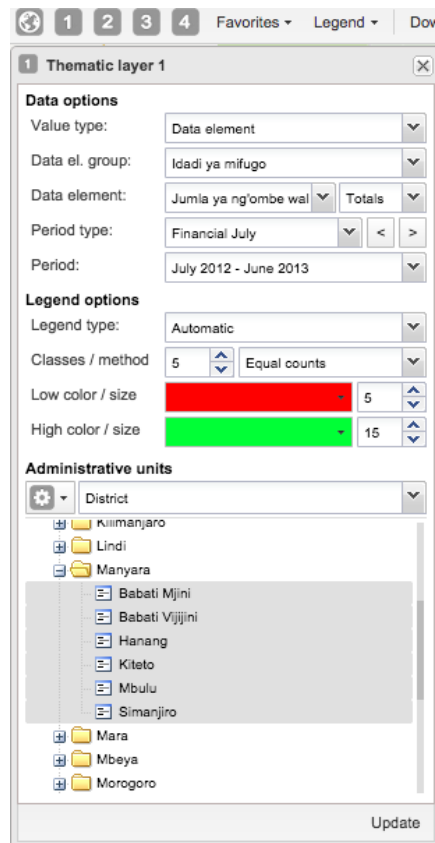 1 2 3 4 Favorites Legend Dow
1 Thematic layer 1
Data options
Value type: Data element
Data el. group: Idadi ya mifugo
Data element: Jumla ya ng'ombe wal Totals
Period type: Financial July < >
Period: July 2012 - June 2013
Legend options
Legend type: Automatic
Classes / method 5 Equal counts
Low color / size 5
High color / size 15
Administrative units
District
Kilimanjaro
Lindi
Manyara
Babati Mjini
Babati Vijijini
Hanang
Kiteto
Mbulu
Simanjiro
Mara
Mbeya
Morogoro
Update